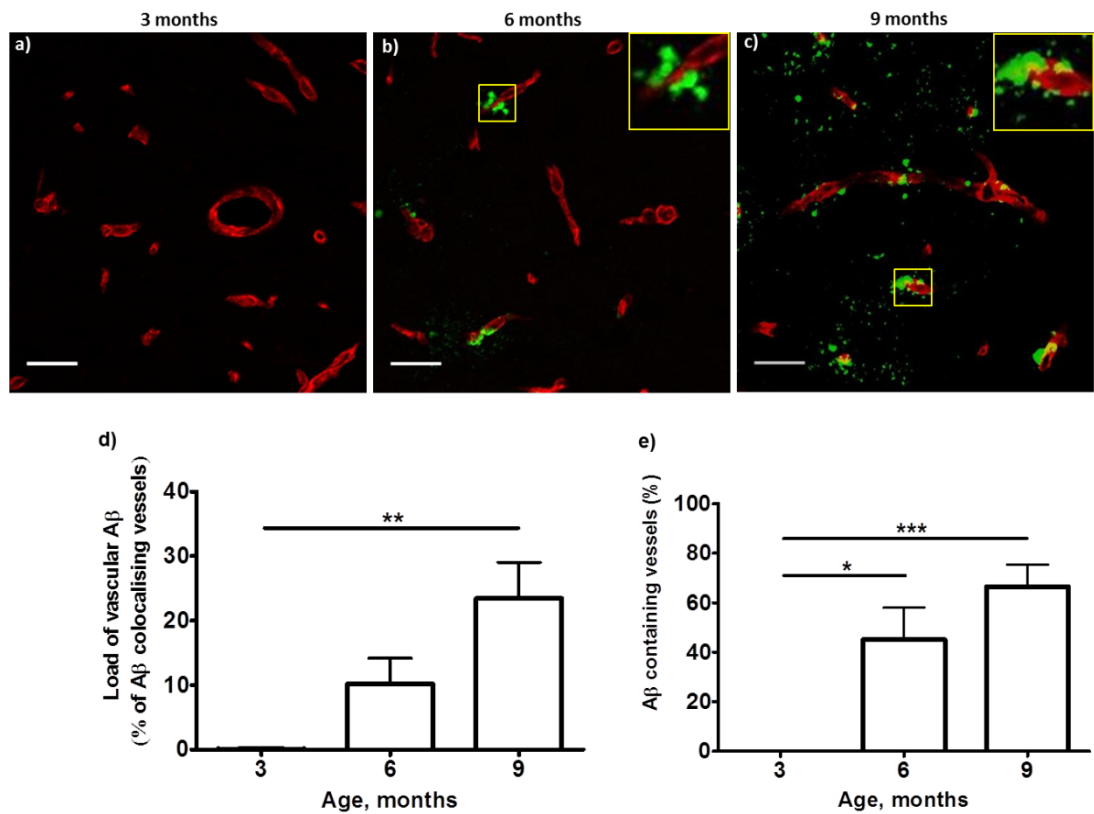 3 months
6 months
9 months
a)
b)
c)
d)
Load of vascular Aβ
(% of Aβ colocalising vessels)
40
30
20
10
0
**
3
6
9
Age, months
e)
Aβ containing vessels (%)
100
80
60
40
20
0
***
*
3
6
9
Age, months